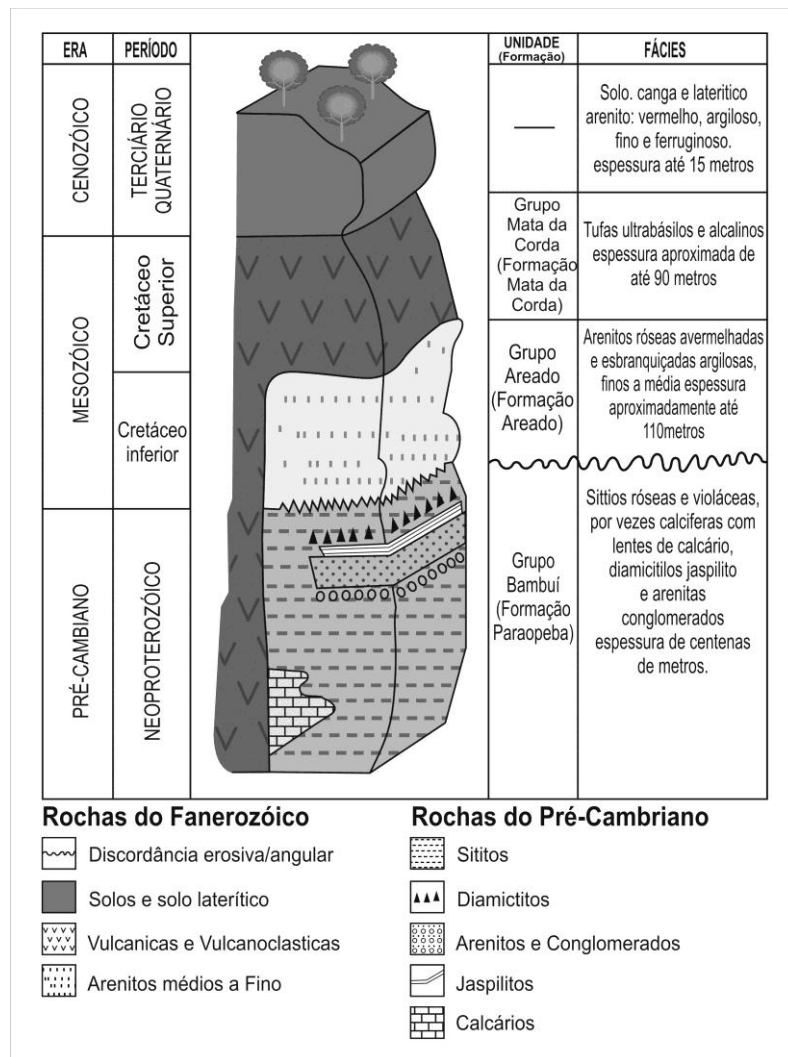 ERA
PERÍODO
UNIDADE
(Formação)
FÁCIES
CENOZÓICO
TERCIÁRIO
QUATERNÁRIO
Solo. canga e lateritico
arenito: vermelho, argiloso,
fino e ferruginoso.
espessura até 15 metros
MESOZÓICO
Cretáceo
Superior
Grupo
Mata da
Corda
(Formação
Mata da
Corda)
Tufas ultrabásilos e alcalinos
espessura aproximada de
até 90 metros
Cretáceo
inferior
Grupo
Areado
(Formação
Areado)
Arenitos róseas avermelhadas
e esbranquiçadas argilosas,
finos a média espessura
aproximadamente até
110metros
PRÉ-CAMBIANO
NEOPROTEROZÓICO
Grupo
Bambuí
(Formação
Paraopeba)
Sittios róseas e violáceas,
por vezes calciferas com
lentes de calcário,
diamicitilos jaspilito
e arenitas
conglomerados
espessura de centenas
de metros.
Rochas do Fanerozóico
Discordância erosiva/angular
Solos e solo laterítico
Vulcanicas e Vulcanoclasticas
Arenitos médios a Fino
Rochas do Pré-Cambriano
Sititos
Diamictitos
Arenitos e Conglomerados
Jaspilitos
Calcários